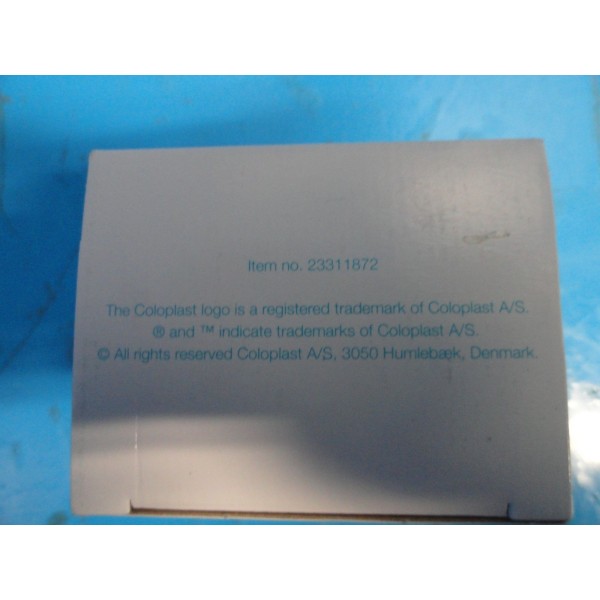 Item no. 23311872
The Coloplast logo is a registered trademark of Coloplast A/S.
® and ™ indicate trademarks of Coloplast A/S.
© All rights reserved Coloplast A/S, 3050 Humlebæk, Denmark.